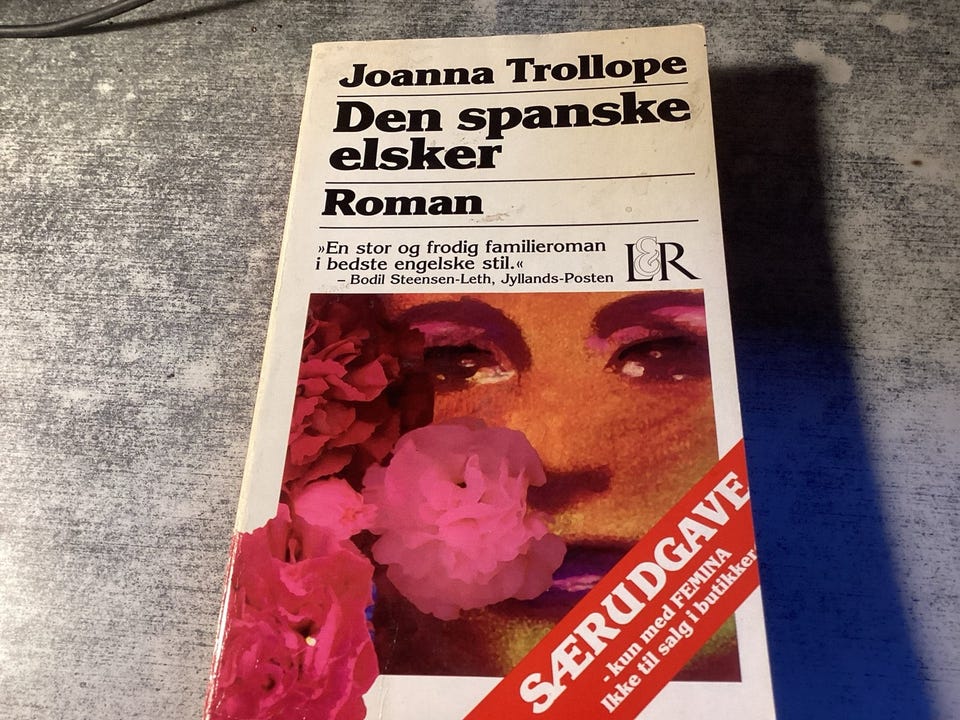 Joanna Trollope
Den spanske
elsker
Roman
»En stor og frodig familieroman
i bedste engelske stil.«
– Bodil Steensen-Leth, Jyllands-Posten
L&R
SÆRUDGAVE
- kun med FEMINA
Ikke til salg i butikker